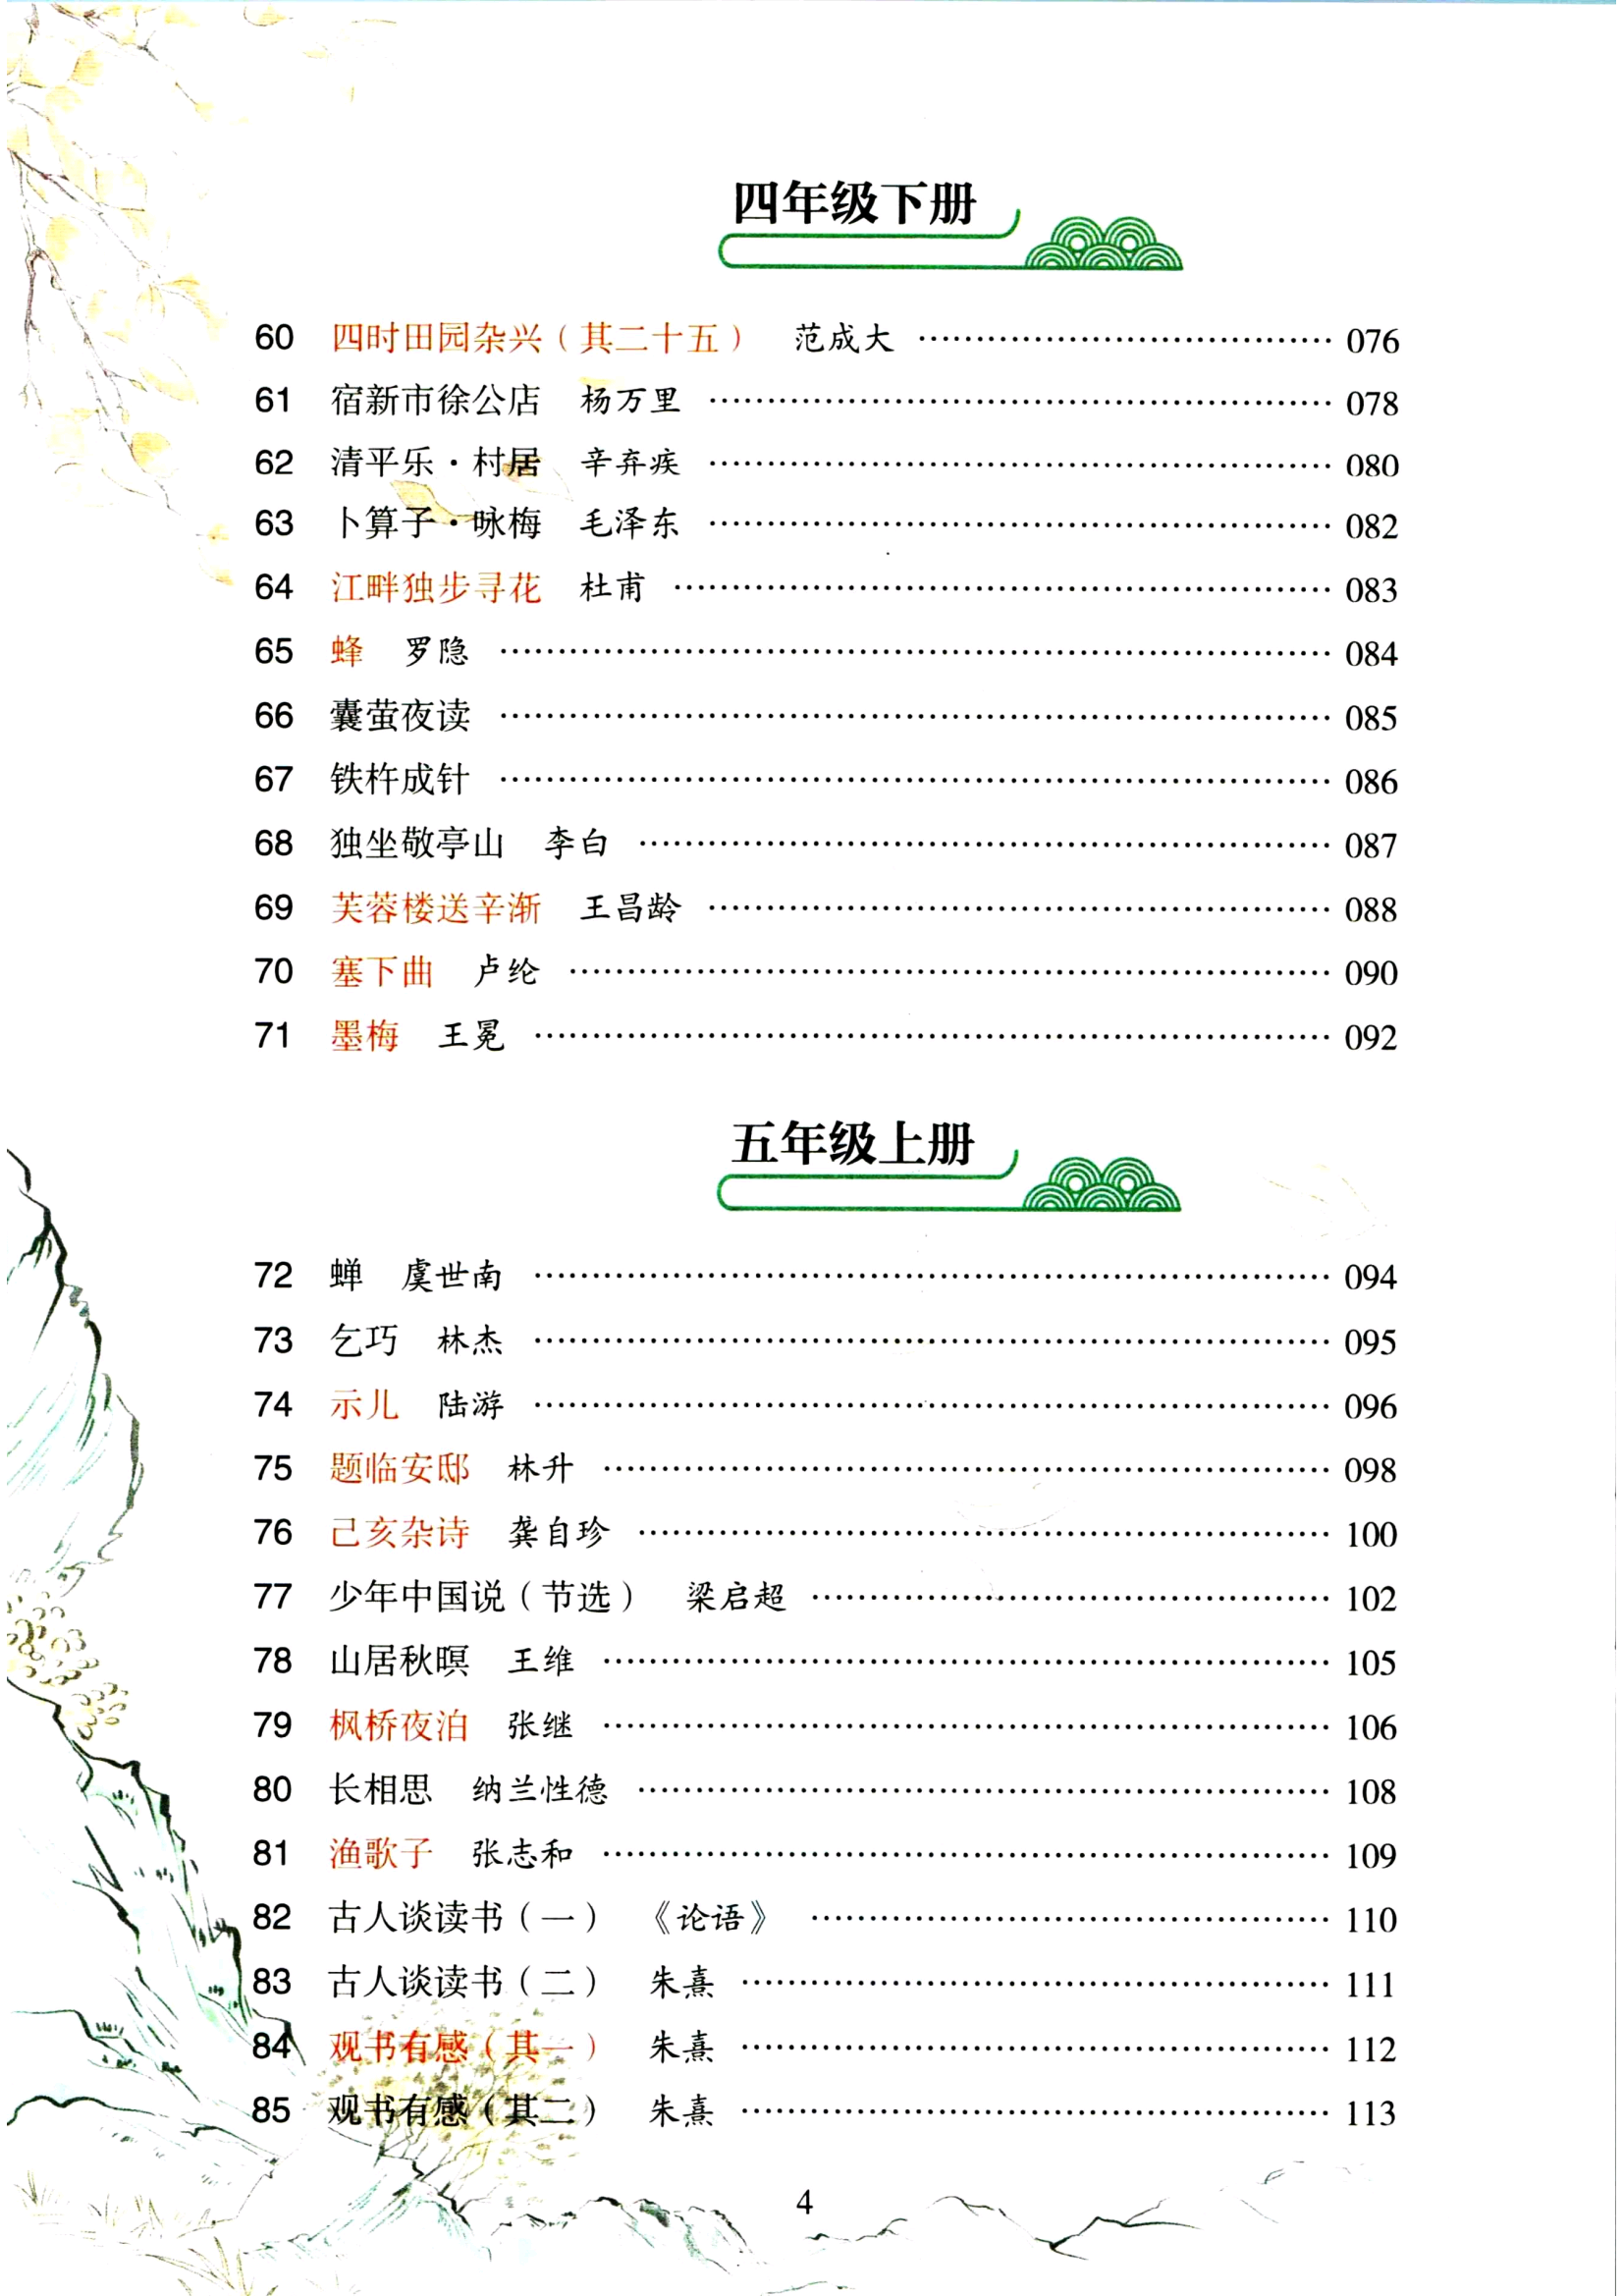 四年级下册
60 四时田园杂兴（其二十五） 范成大 …… 076
61 宿新市徐公店 杨万里 …… 078
62 清平乐·村居 辛弃疾 …… 080
63 卜算子·咏梅 毛泽东 …… 082
64 江畔独步寻花 杜甫 …… 083
65 蜂 罗隐 …… 084
66 囊萤夜读 …… 085
67 铁杵成针 …… 086
68 独坐敬亭山 李白 …… 087
69 芙蓉楼送辛渐 王昌龄 …… 088
70 塞下曲 卢纶 …… 090
71 墨梅 王冕 …… 092
五年级上册
72 蝉 虞世南 …… 094
73 乞巧 林杰 …… 095
74 示儿 陆游 …… 096
75 题临安邸 林升 …… 098
76 己亥杂诗 龚自珍 …… 100
77 少年中国说（节选） 梁启超 …… 102
78 山居秋暝 王维 …… 105
79 枫桥夜泊 张继 …… 106
80 长相思 纳兰性德 …… 108
81 渔歌子 张志和 …… 109
82 古人谈读书（一） 《论语》 …… 110
83 古人谈读书（二） 朱熹 …… 111
84 观书有感（其一） 朱熹 …… 112
85 观书有感（其二） 朱熹 …… 113
4